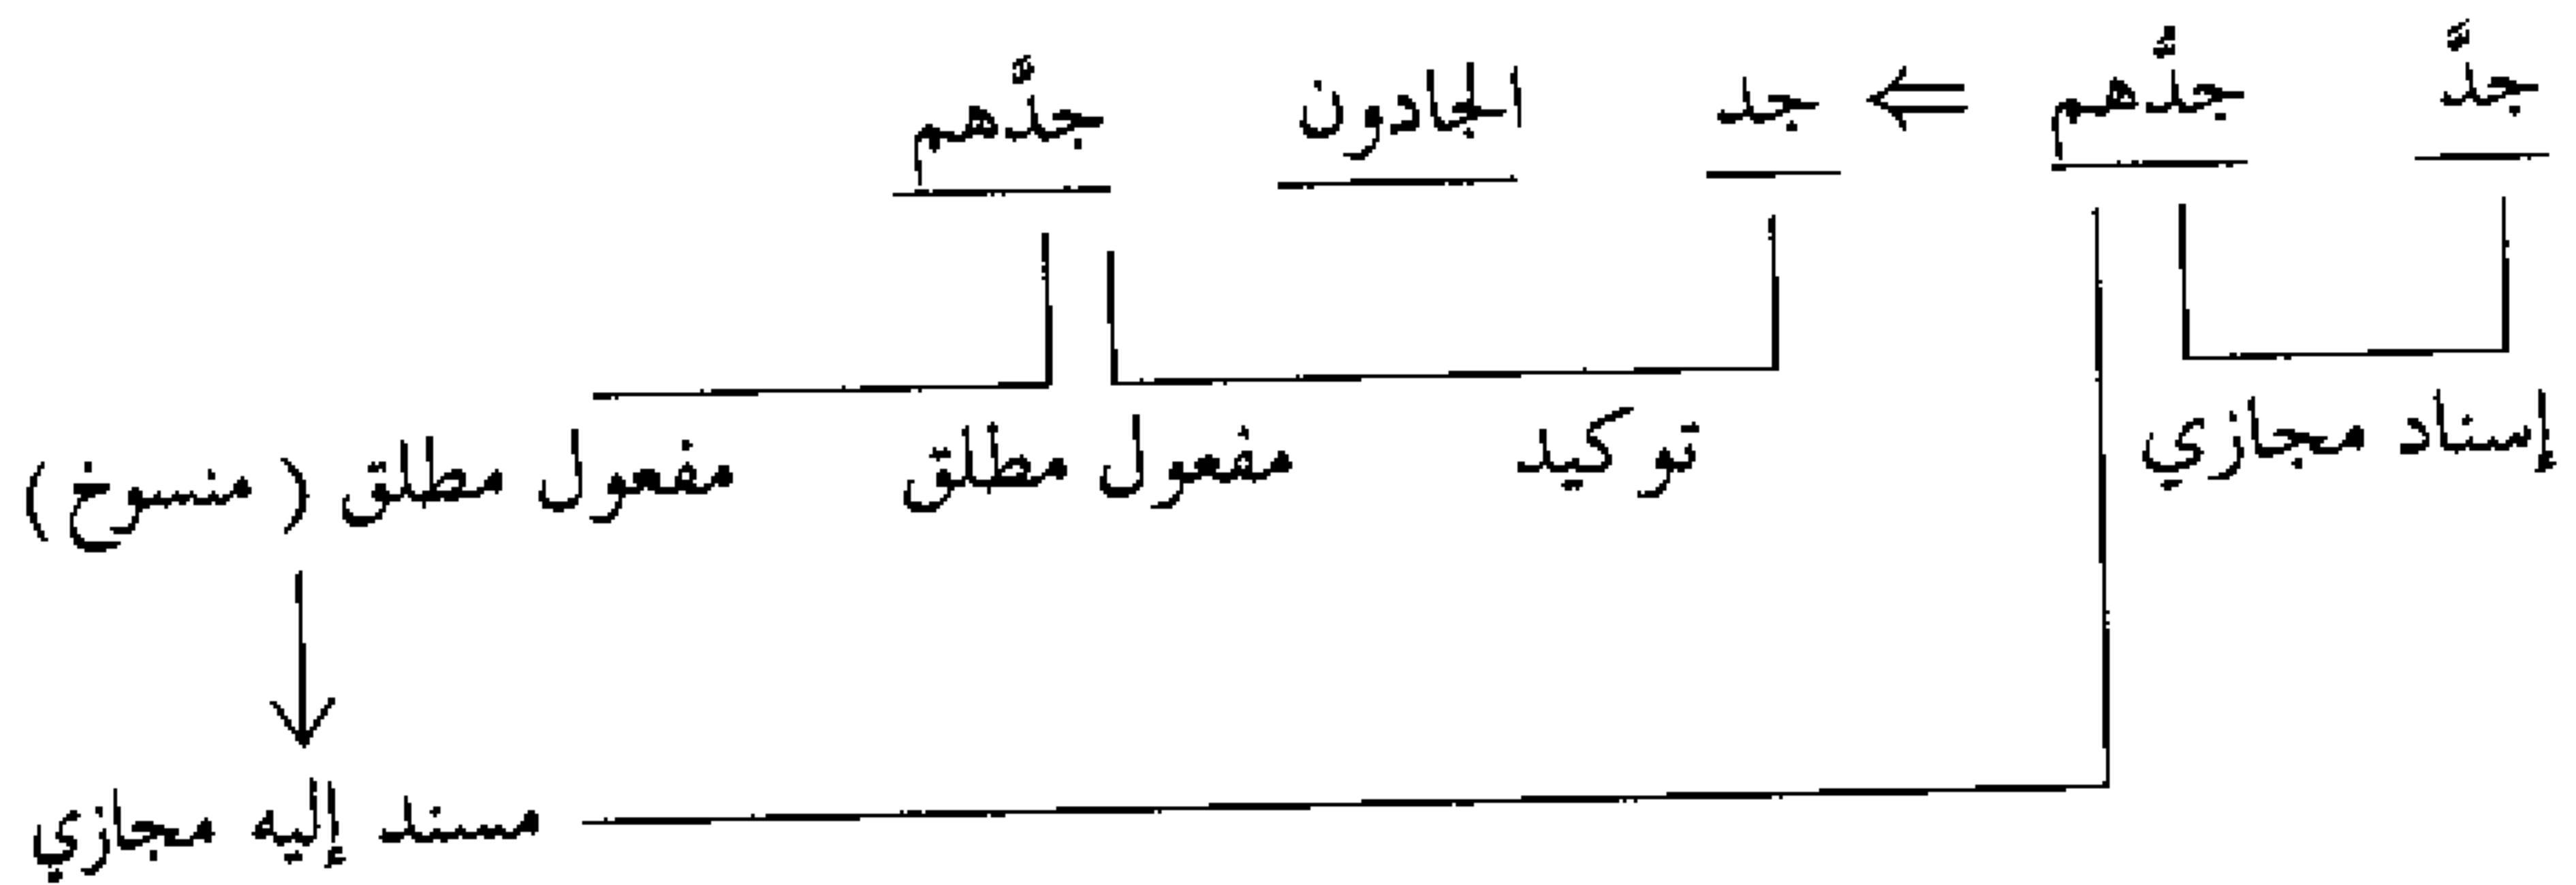 جدَّ جدُّهم ⇐ جد الجادون جدَّهم
إسناد مجازي توكيد مفعول مطلق مفعول مطلق ( منسوخ )
مسند إليه مجازي